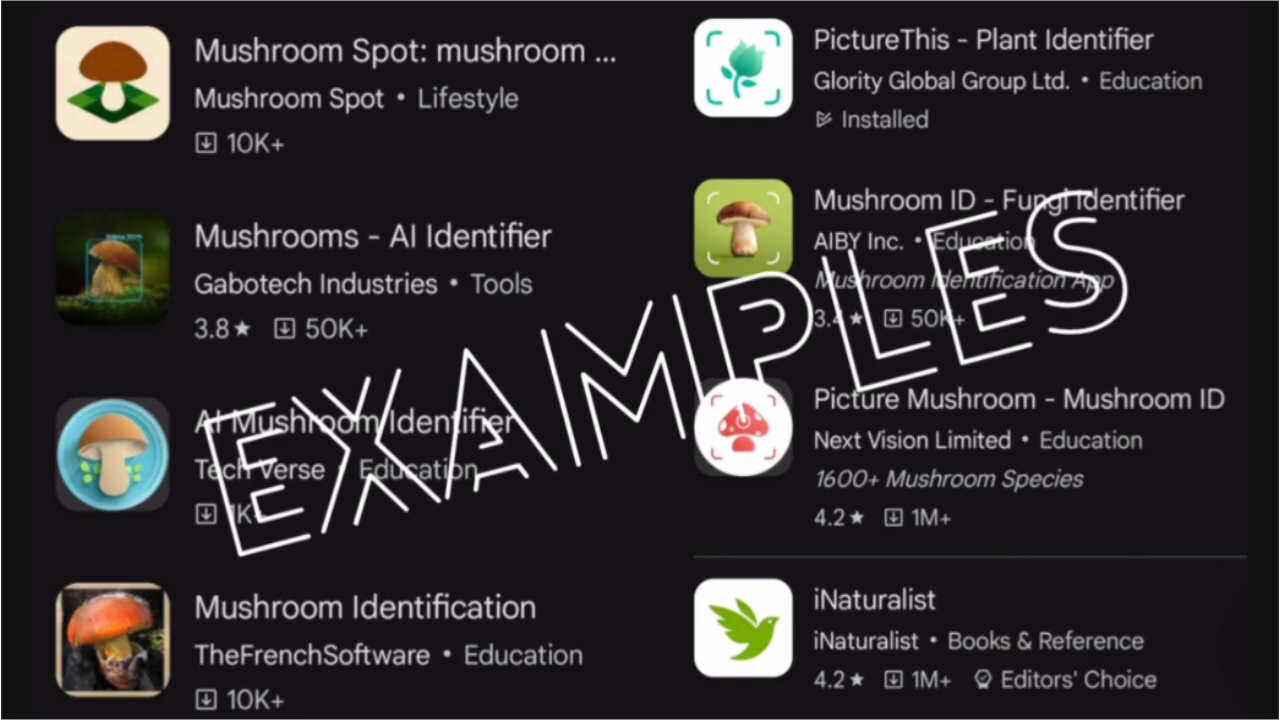 Mushroom Spot: mushroom ...
Mushroom Spot • Lifestyle
10K+
Mushrooms - AI Identifier
Gabotech Industries • Tools
3.8★ 50K+
AI Mushroom Identifier
Tech Verse • Education
1K+
Mushroom Identification
TheFrenchSoftware • Education
10K+
PictureThis - Plant Identifier
Glority Global Group Ltd. • Education
Installed
Mushroom ID - Fungi Identifier
AIBY Inc. • Education
Mushroom Identification App
3.4★ 50K+
Picture Mushroom - Mushroom ID
Next Vision Limited • Education
1600+ Mushroom Species
4.2★ 1M+
iNaturalist
iNaturalist • Books & Reference
4.2★ 1M+ Editors' Choice
EXAMPLES